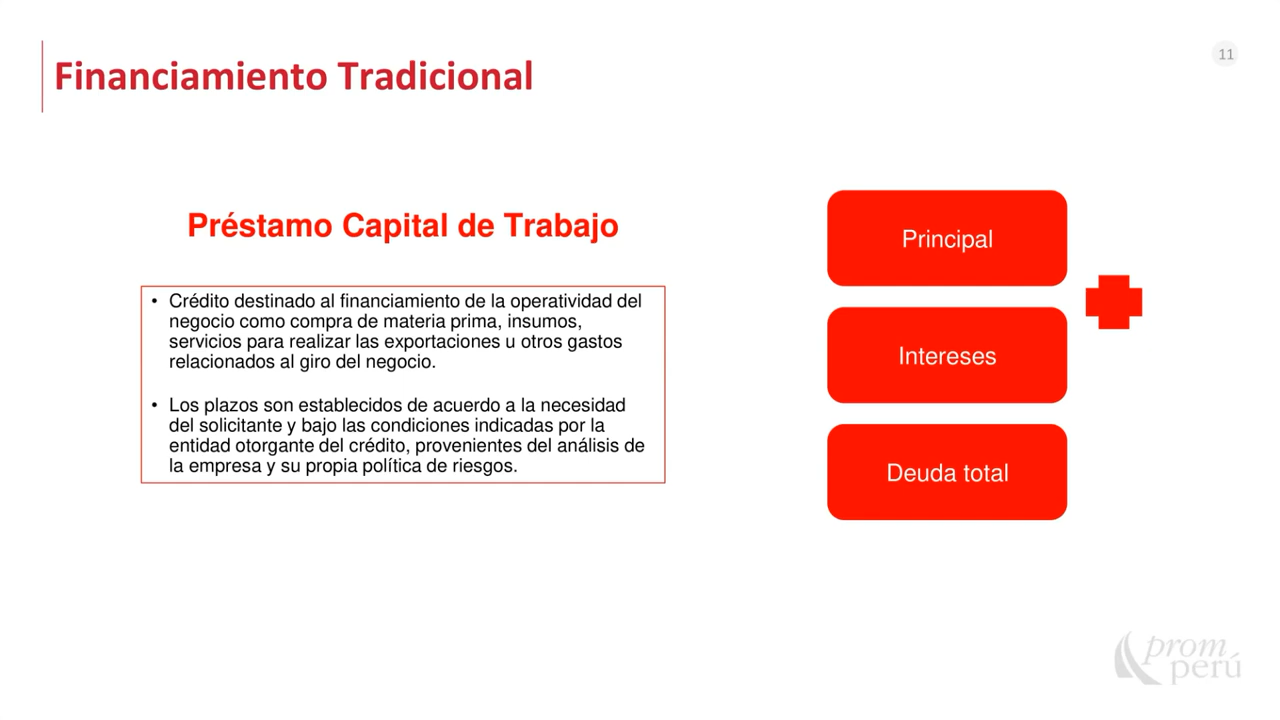 11
Financiamiento Tradicional
Préstamo Capital de Trabajo
• Crédito destinado al financiamiento de la operatividad del
negocio como compra de materia prima, insumos,
servicios para realizar las exportaciones u otros gastos
relacionados al giro del negocio.
• Los plazos son establecidos de acuerdo a la necesidad
del solicitante y bajo las condiciones indicadas por la
entidad otorgante del crédito, provenientes del análisis de
la empresa y su propia política de riesgos.
Principal
Intereses
Deuda total
prom
perú